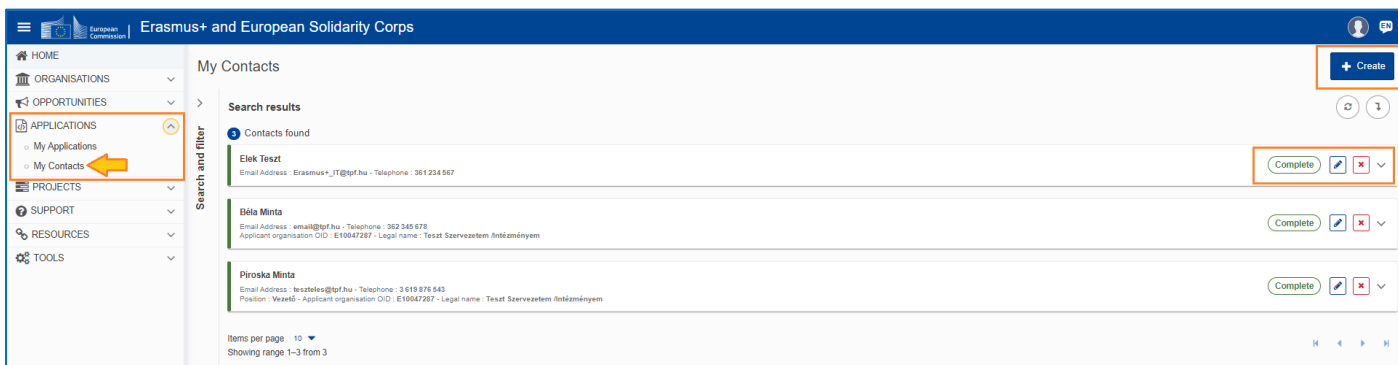 European Commission
Erasmus+ and European Solidarity Corps
EN
HOME
ORGANISATIONS
OPPORTUNITIES
APPLICATIONS
My Applications
My Contacts
PROJECTS
SUPPORT
RESOURCES
TOOLS
My Contacts
+ Create
Search and filter
Search results
3 Contacts found
Elek Teszt
Email Address : Erasmus+_IT@tpf.hu - Telephone : 361 234 567
Complete
Béla Minta
Email Address : email@tpf.hu - Telephone : 362 345 678
Applicant organisation OID : E10047287 - Legal name : Teszt Szervezetem /Intézményem
Complete
Piroska Minta
Email Address : teszteles@tpf.hu - Telephone : 3 619 876 543
Position : Vezető - Applicant organisation OID : E10047287 - Legal name : Teszt Szervezetem /Intézményem
Complete
Items per page 10
Showing range 1–3 from 3